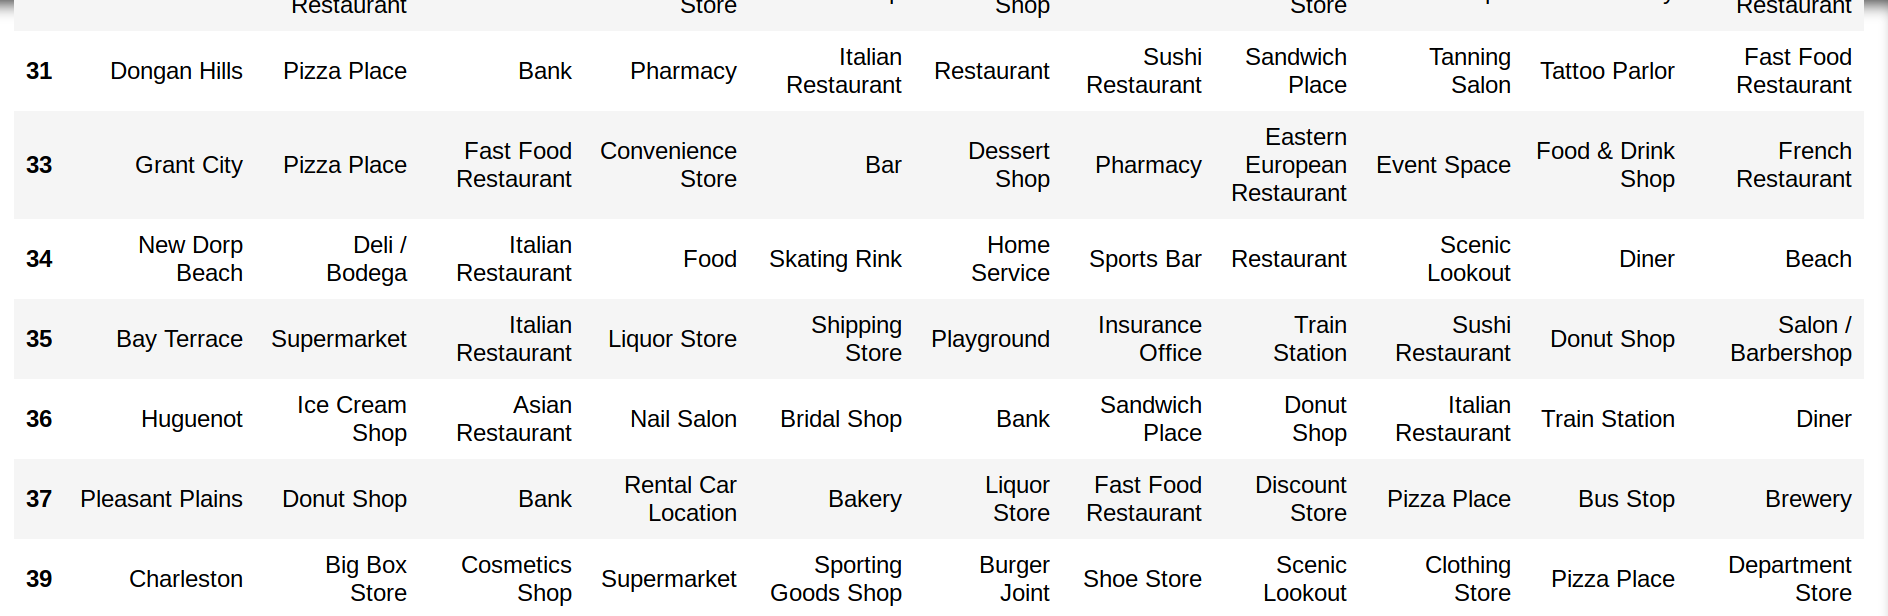 Restaurant Store Shop Store Restaurant
31 Dongan Hills Pizza Place Bank Pharmacy Italian Restaurant Restaurant Sushi Restaurant Sandwich Place Tanning Salon Tattoo Parlor Fast Food Restaurant
33 Grant City Pizza Place Fast Food Restaurant Convenience Store Bar Dessert Shop Pharmacy Eastern European Restaurant Event Space Food & Drink Shop French Restaurant
34 New Dorp Beach Deli / Bodega Italian Restaurant Food Skating Rink Home Service Sports Bar Restaurant Scenic Lookout Diner Beach
35 Bay Terrace Supermarket Italian Restaurant Liquor Store Shipping Store Playground Insurance Office Train Station Sushi Restaurant Donut Shop Salon / Barbershop
36 Huguenot Ice Cream Shop Asian Restaurant Nail Salon Bridal Shop Bank Sandwich Place Donut Shop Italian Restaurant Train Station Diner
37 Pleasant Plains Donut Shop Bank Rental Car Location Bakery Liquor Store Fast Food Restaurant Discount Store Pizza Place Bus Stop Brewery
39 Charleston Big Box Store Cosmetics Shop Supermarket Sporting Goods Shop Burger Joint Shoe Store Scenic Lookout Clothing Store Pizza Place Department Store